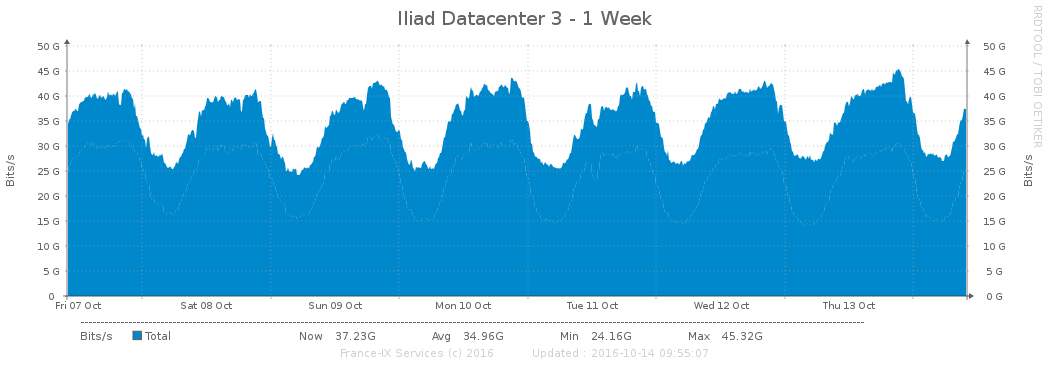 Iliad Datacenter 3 - 1 Week
RRDTOOL / TOBI OETIKER
Bits/s
50 G 50 G
45 G 45 G
40 G 40 G
35 G 35 G
30 G 30 G
25 G 25 G
20 G 20 G
15 G 15 G
10 G 10 G
5 G 5 G
0 0 G
Bits/s
Fri 07 Oct Sat 08 Oct Sun 09 Oct Mon 10 Oct Tue 11 Oct Wed 12 Oct Thu 13 Oct
Bits/s Total Now 37.23G Avg 34.96G Min 24.16G Max 45.32G
France-IX Services (c) 2016 Updated : 2016-10-14 09:55:07